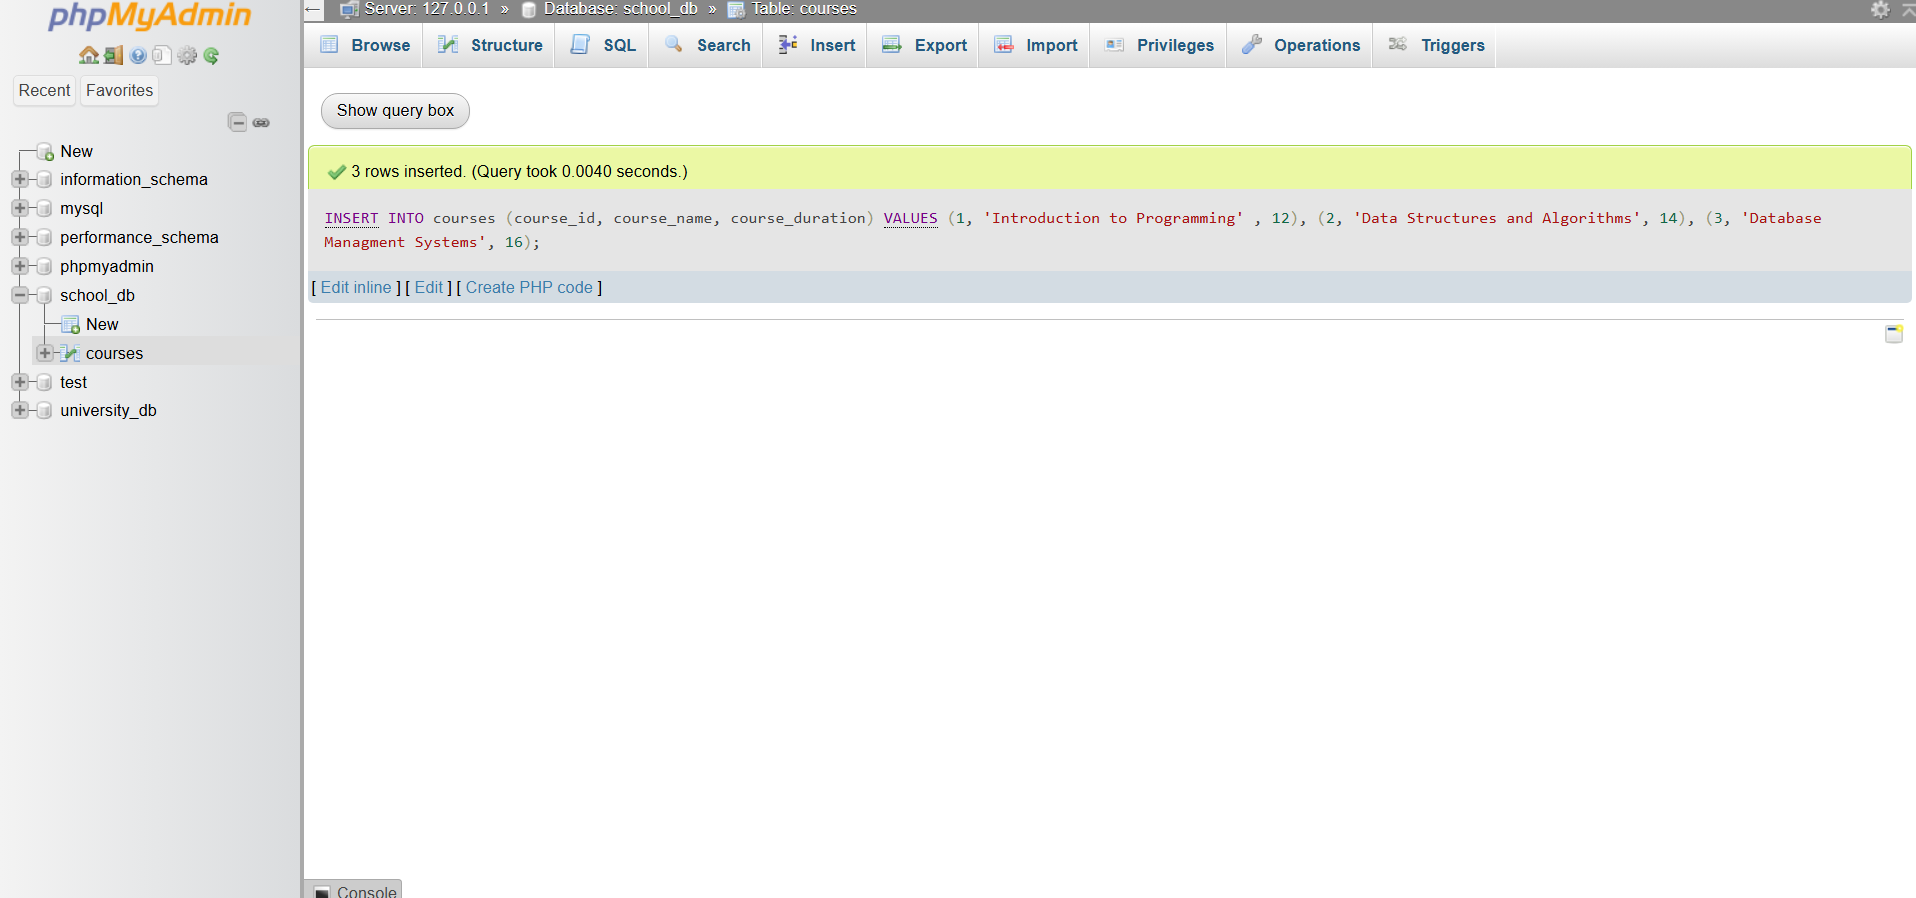 phpMyAdmin
Recent Favorites
New
information_schema
mysql
performance_schema
phpmyadmin
school_db
New
courses
test
university_db
← Server: 127.0.0.1 » Database: school_db » Table: courses
Browse Structure SQL Search Insert Export Import Privileges Operations Triggers
Show query box
3 rows inserted. (Query took 0.0040 seconds.)
INSERT INTO courses (course_id, course_name, course_duration) VALUES (1, 'Introduction to Programming' , 12), (2, 'Data Structures and Algorithms', 14), (3, 'Database
Managment Systems', 16);
[ Edit inline ] [ Edit ] [ Create PHP code ]
Console